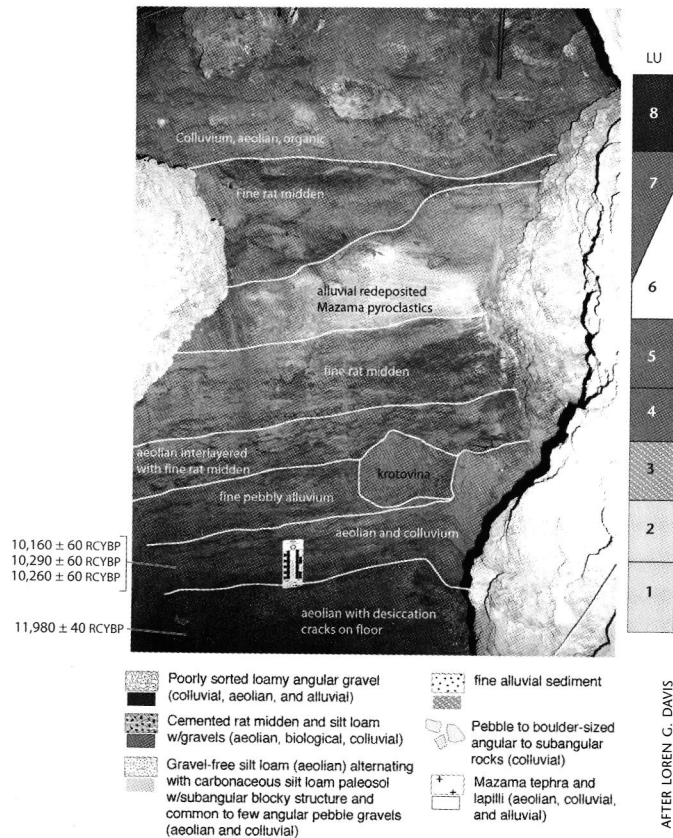 LU
8
Colluvium, aeolian, organic
7
Fine rat midden
6
alluvial redeposited
Mazama pyroclastics
5
fine rat midden
4
aeolian interlayered
with fine rat midden
krotovina
3
fine pebbly alluvium
2
aeolian and colluvium
10,160 ± 60 RCYBP
10,290 ± 60 RCYBP
10,260 ± 60 RCYBP
1
aeolian with desiccation
cracks on floor
11,980 ± 40 RCYBP
Poorly sorted loamy angular gravel
(colluvial, aeolian, and alluvial)
Cemented rat midden and silt loam
w/gravels (aeolian, biological, colluvial)
Gravel-free silt loam (aeolian) alternating
with carbonaceous silt loam paleosol
w/subangular blocky structure and
common to few angular pebble gravels
(aeolian and colluvial)
fine alluvial sediment
Pebble to boulder-sized
angular to subangular
rocks (colluvial)
Mazama tephra and
lapilli (aeolian, colluvial,
and alluvial)
AFTER LOREN G. DAVIS